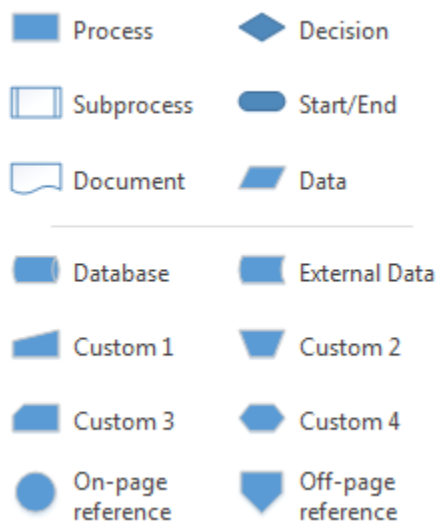 Process
Decision
Subprocess
Start/End
Document
Data
Database
External Data
Custom 1
Custom 2
Custom 3
Custom 4
On-page
reference
Off-page
reference